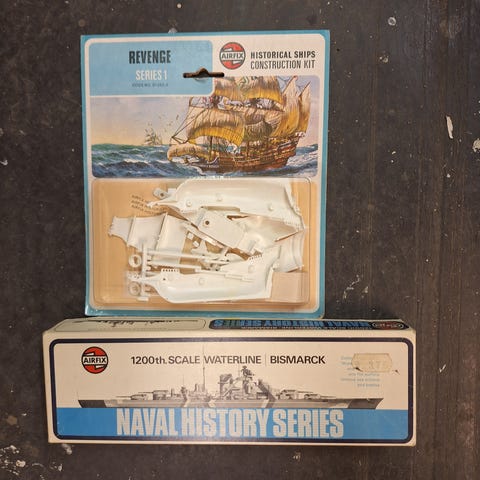 REVENGE
SERIES 1
AIRFIX
HISTORICAL SHIPS
CONSTRUCTION KIT
NAVAL HISTORY SERIES
AIRFIX
1200th. SCALE WATERLINE BISMARCK
NAVAL HISTORY SERIES